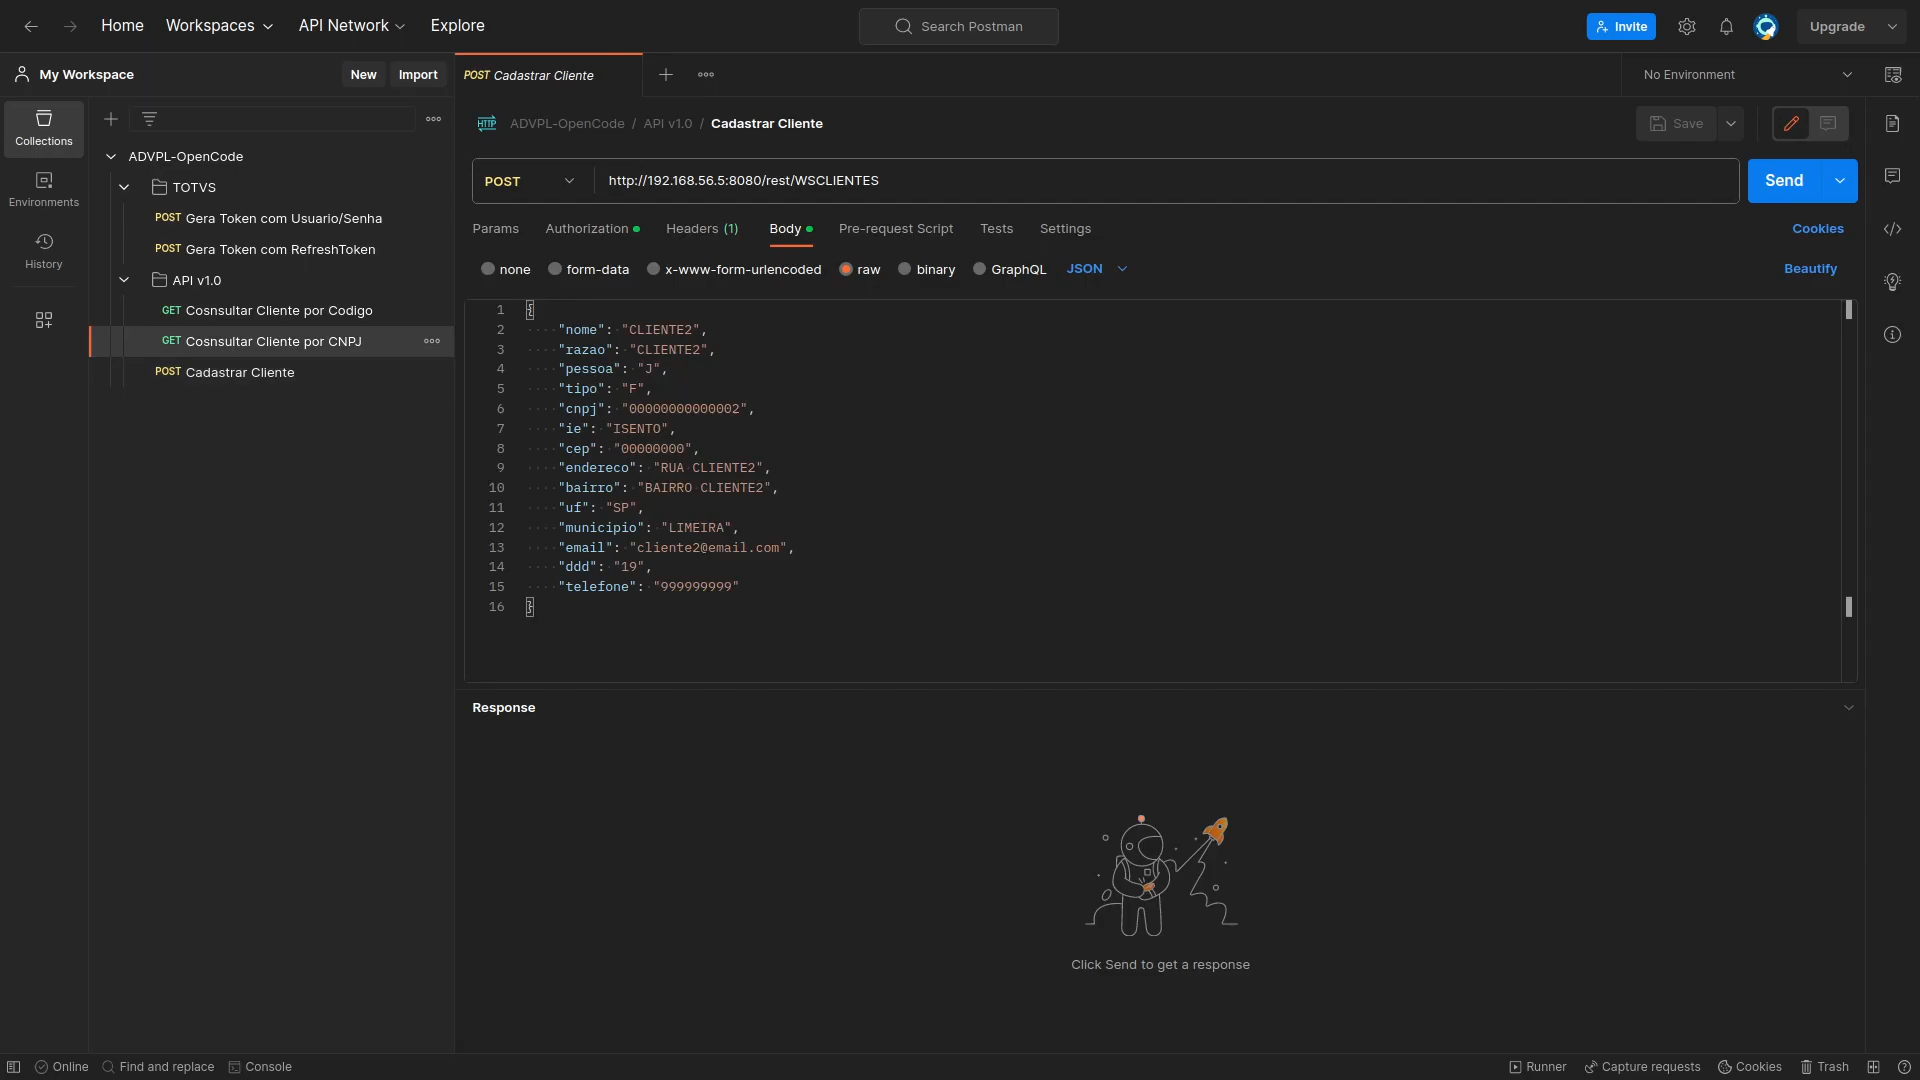 Home Workspaces API Network Explore Search Postman Invite Upgrade
My Workspace New Import POST Cadastrar Cliente No Environment
Collections
Environments
History
ADVPL-OpenCode
TOTVS
POST Gera Token com Usuario/Senha
POST Gera Token com RefreshToken
API v1.0
GET Cosnsultar Cliente por Codigo
GET Cosnsultar Cliente por CNPJ
POST Cadastrar Cliente
HTTP ADVPL-OpenCode / API v1.0 / Cadastrar Cliente Save
POST http://192.168.56.5:8080/rest/WSCLIENTES Send
Params Authorization Headers (1) Body Pre-request Script Tests Settings Cookies
none form-data x-www-form-urlencoded raw binary GraphQL JSON Beautify
1 {
2 "nome": "CLIENTE2",
3 "razao": "CLIENTE2",
4 "pessoa": "J",
5 "tipo": "F",
6 "cnpj": "00000000000002",
7 "ie": "ISENTO",
8 "cep": "00000000",
9 "endereco": "RUA CLIENTE2",
10 "bairro": "BAIRRO CLIENTE2",
11 "uf": "SP",
12 "municipio": "LIMEIRA",
13 "email": "cliente2@email.com",
14 "ddd": "19",
15 "telefone": "999999999"
16 }
Response
Click Send to get a response
Online Find and replace Console Runner Capture requests Cookies Trash